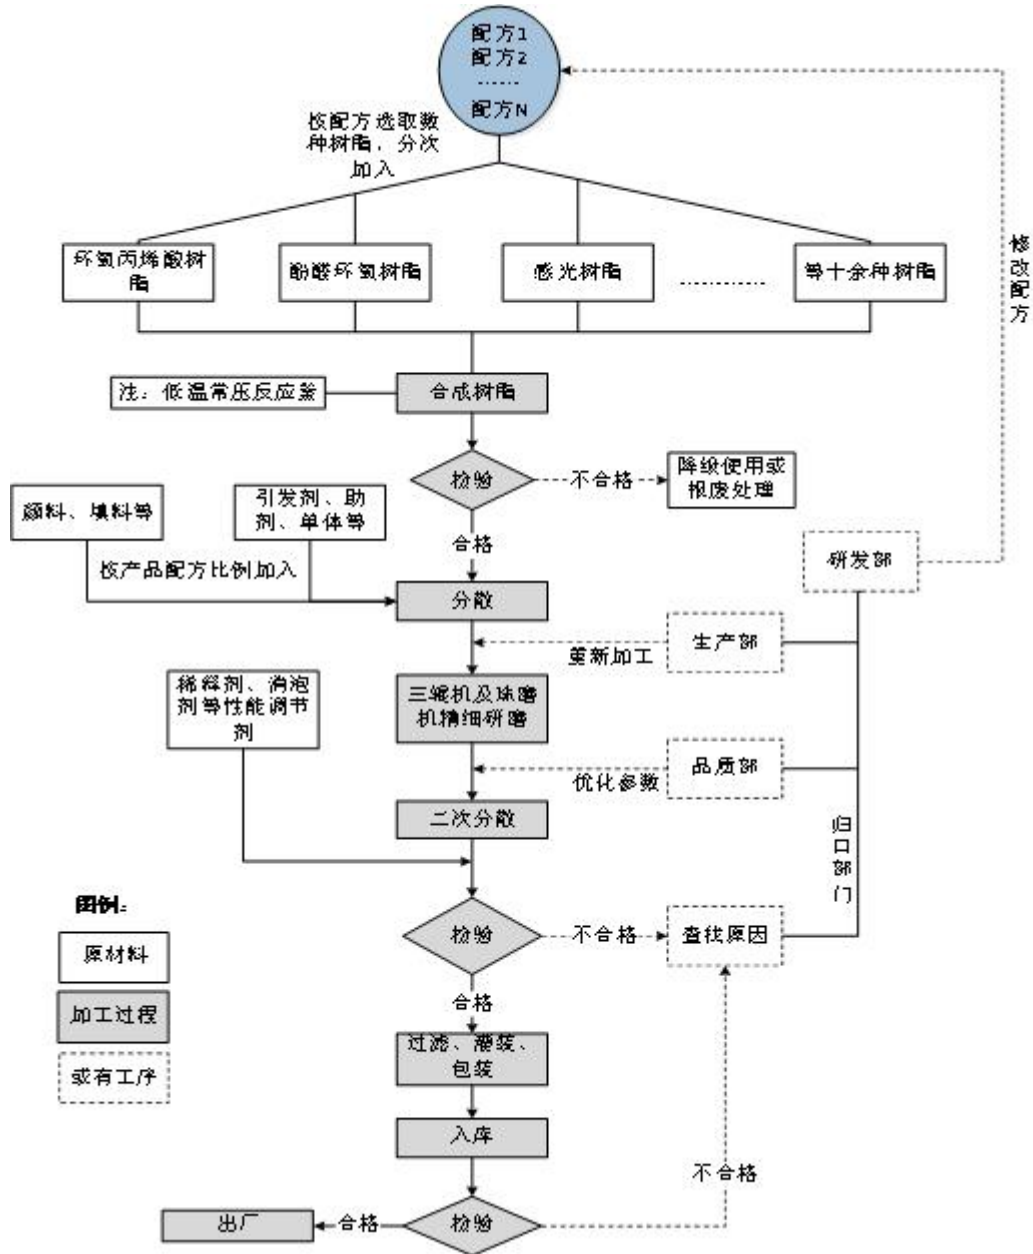 配方1
配方2
……
配方N
按配方选取数
种树脂，分次
加入
环氧丙烯酸树
脂
酚醛环氧树脂
感光树脂
…………
等十余种树脂
修改配方
注：低温常压反应釜
合成树脂
检验
不合格
降级使用或
报废处理
颜料、填料等
引发剂、助
剂、单体等
合格
按产品配方比例加入
研发部
分散
重新加工
生产部
稀释剂、消泡
剂等性能调节
剂
三辊机及珠磨
机精细研磨
优化参数
品质部
二次分散
归口部门
图例：
原材料
加工过程
或有工序
检验
不合格
查找原因
合格
过滤、灌装、
包装
入库
不合格
检验
合格
出厂